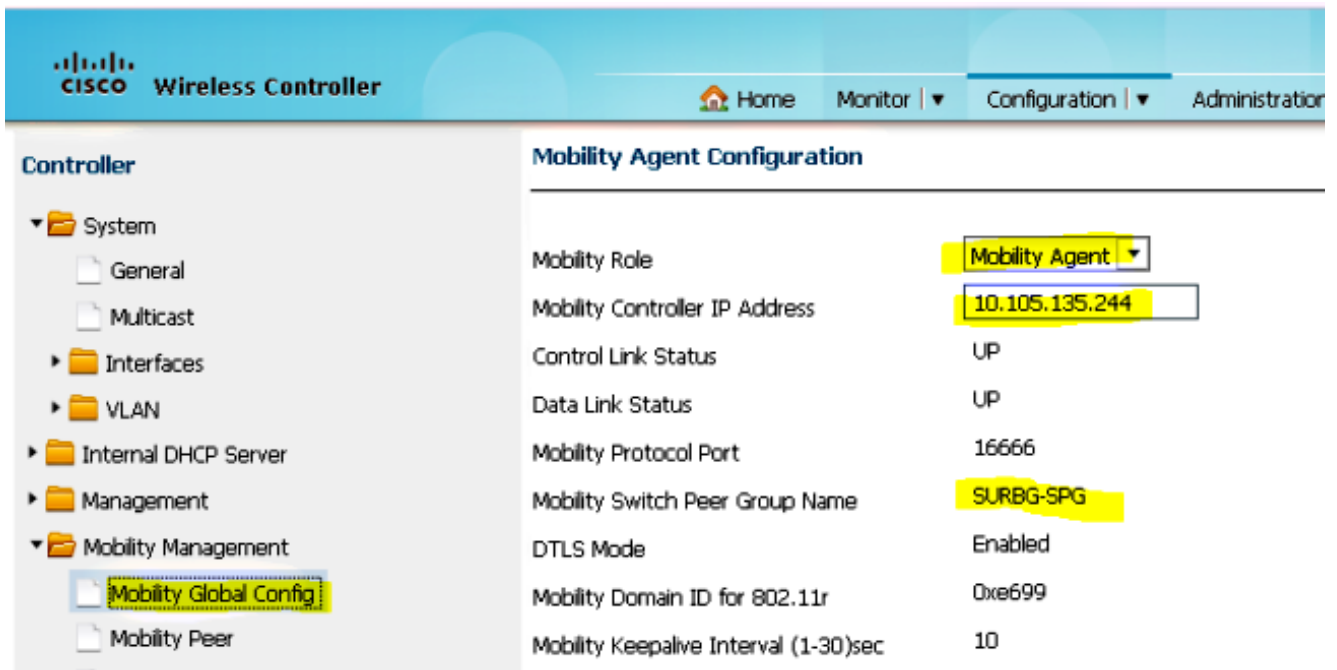 CISCO Wireless Controller
Home Monitor Configuration Administration
Controller
System
General
Multicast
Interfaces
VLAN
Internal DHCP Server
Management
Mobility Management
Mobility Global Config
Mobility Peer
Mobility Agent Configuration
Mobility Role Mobility Agent
Mobility Controller IP Address 10.105.135.244
Control Link Status UP
Data Link Status UP
Mobility Protocol Port 16666
Mobility Switch Peer Group Name SURBG-SPG
DTLS Mode Enabled
Mobility Domain ID for 802.11r 0xe699
Mobility Keepalive Interval (1-30)sec 10